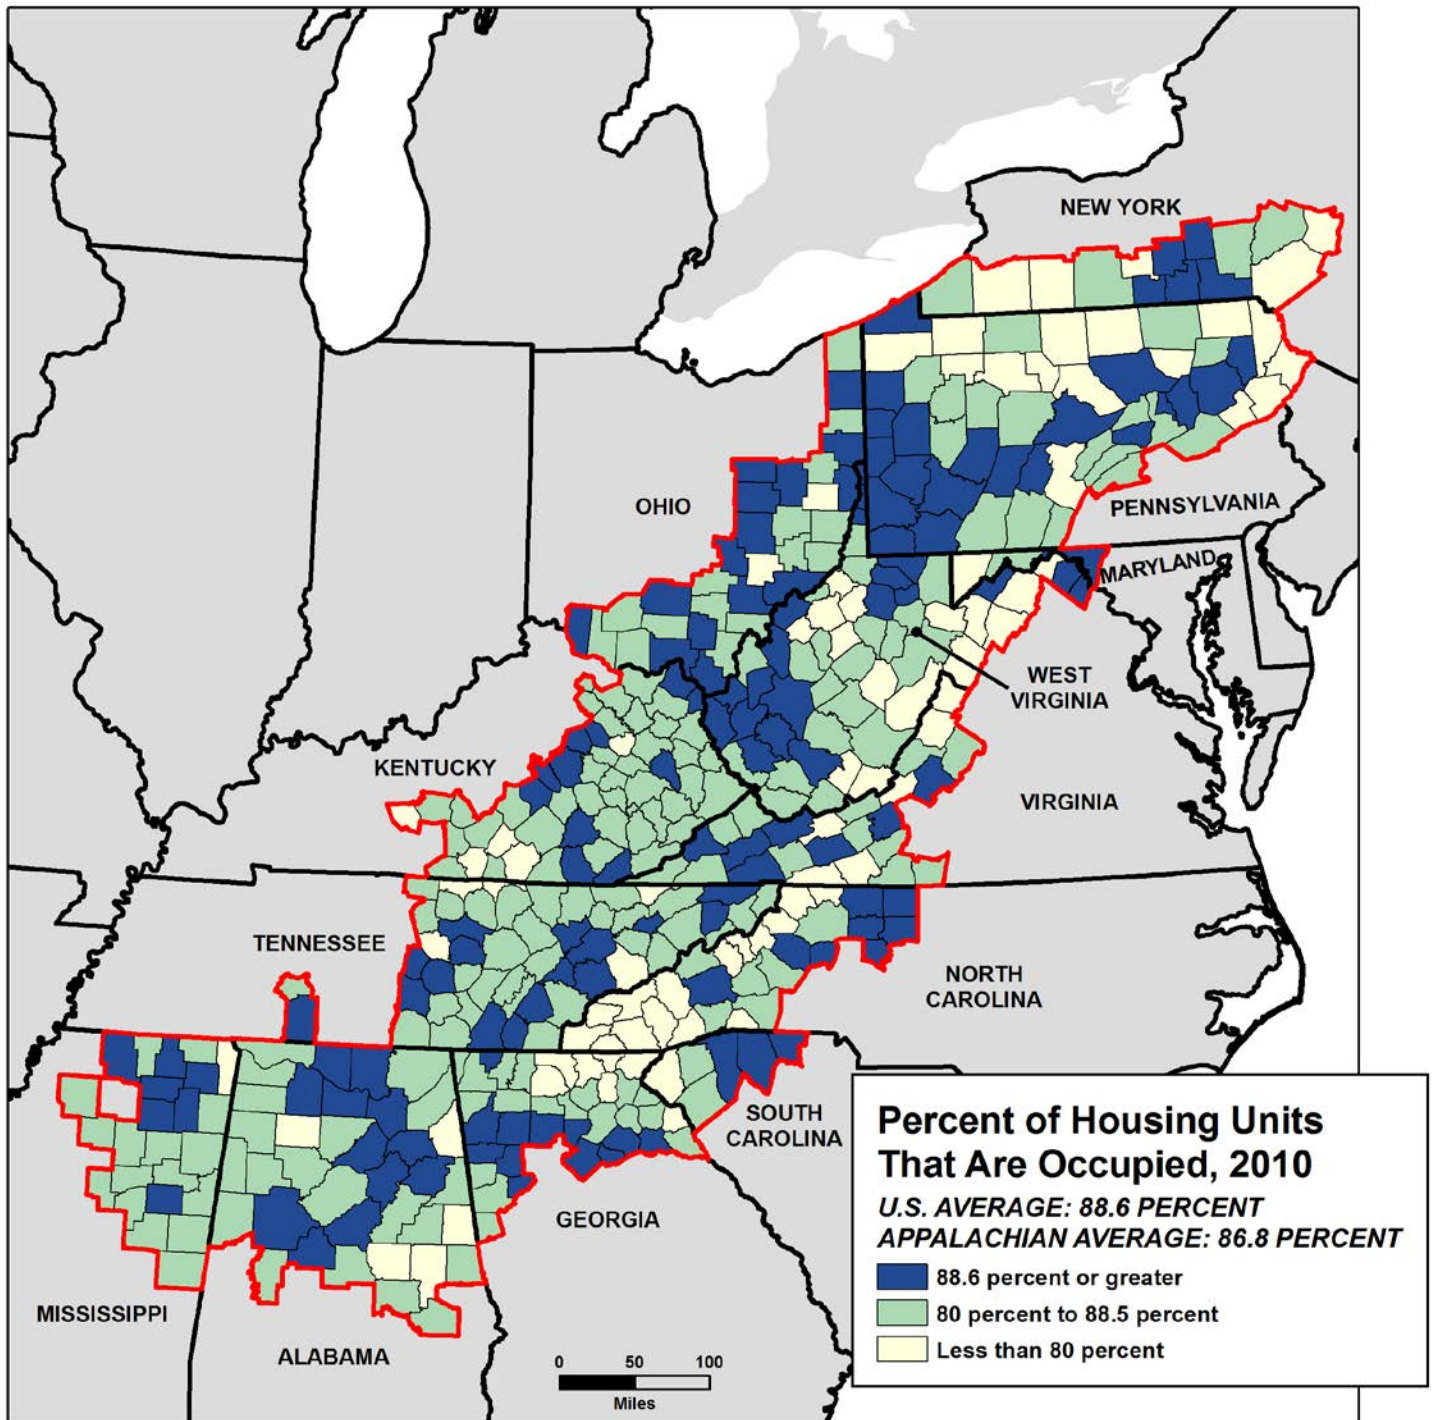 NEW YORK
OHIO
PENNSYLVANIA
MARYLAND
WEST
VIRGINIA
KENTUCKY
VIRGINIA
TENNESSEE
NORTH
CAROLINA
SOUTH
CAROLINA
GEORGIA
MISSISSIPPI
ALABAMA
0 50 100
Miles
Percent of Housing Units
That Are Occupied, 2010
U.S. AVERAGE: 88.6 PERCENT
APPALACHIAN AVERAGE: 86.8 PERCENT
88.6 percent or greater
80 percent to 88.5 percent
Less than 80 percent